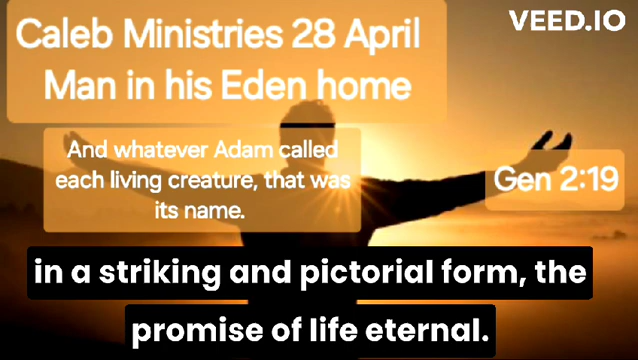 VEED.IO
Caleb Ministries 28 April
Man in his Eden home
And whatever Adam called
each living creature, that was
its name.
Gen 2:19
in a striking and pictorial form, the
promise of life eternal.